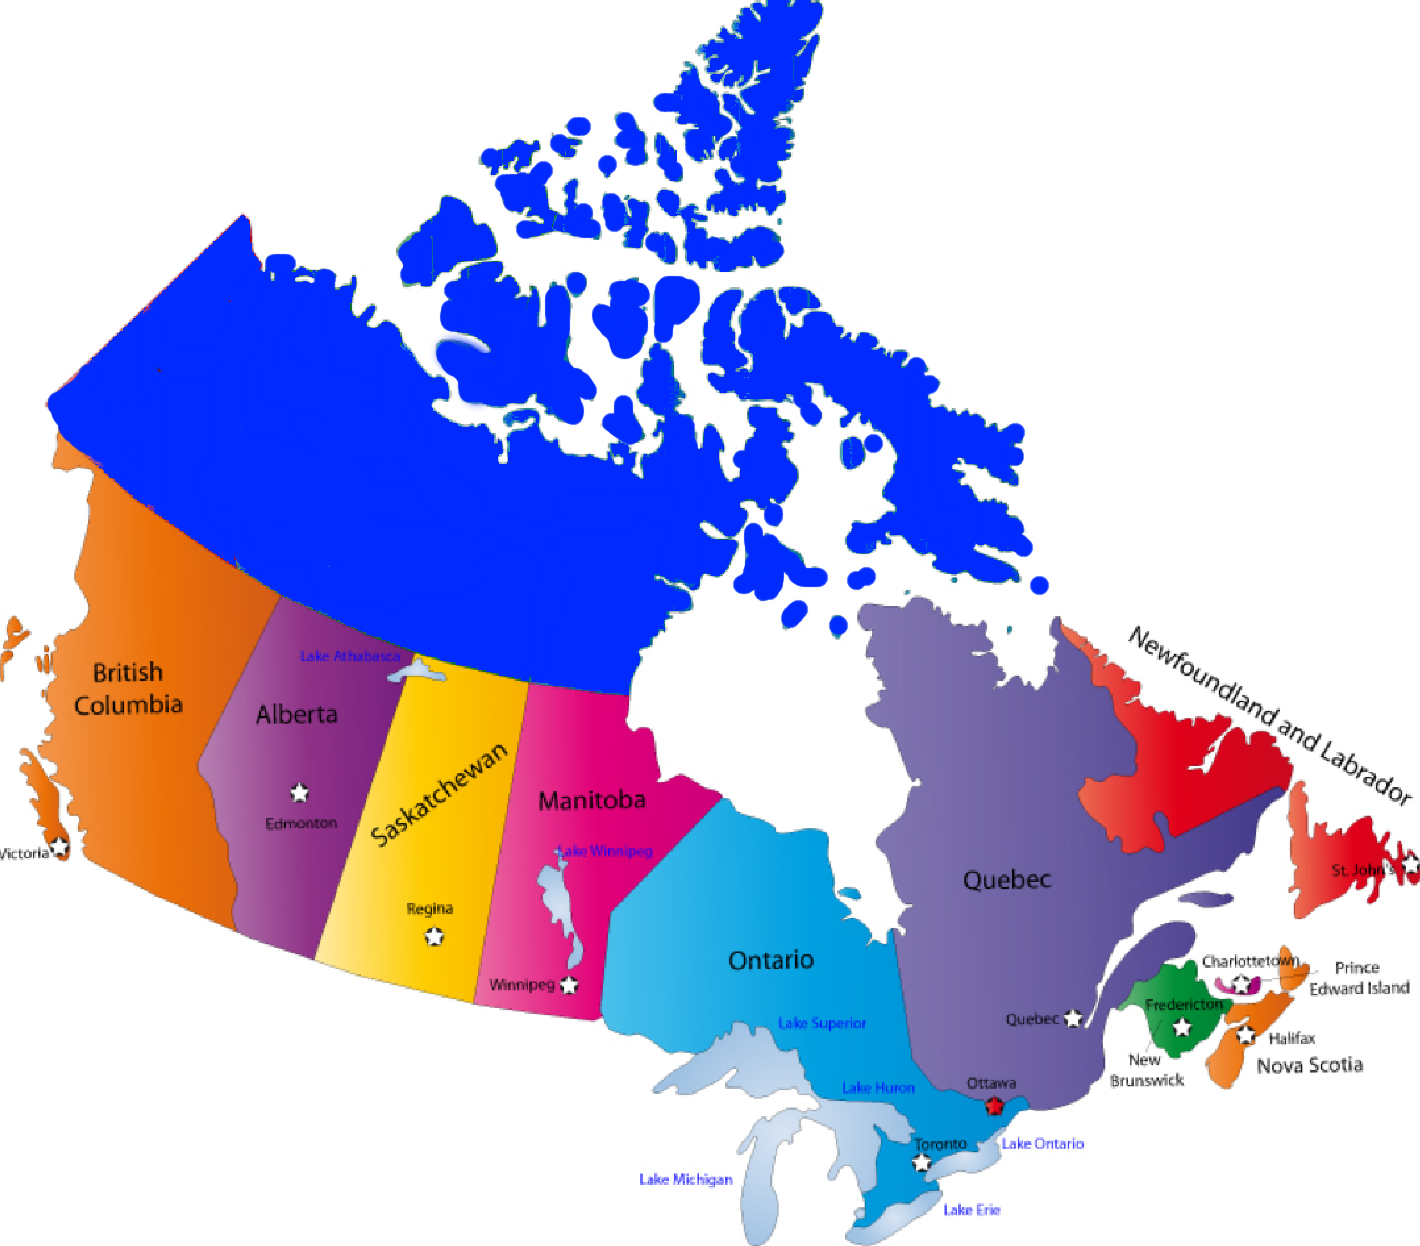 Newfoundland and Labrador
British
Columbia
Lake Athabasca
Alberta
Saskatchewan
Edmonton
Manitoba
Victoria
Lake Winnipeg
Regina
Quebec
St. John's
Winnipeg
Ontario
Charlottetown
Prince
Edward Island
Fredericton
Lake Superior
Quebec
Halifax
New
Brunswick
Nova Scotia
Lake Huron
Ottawa
Toronto
Lake Ontario
Lake Michigan
Lake Erie